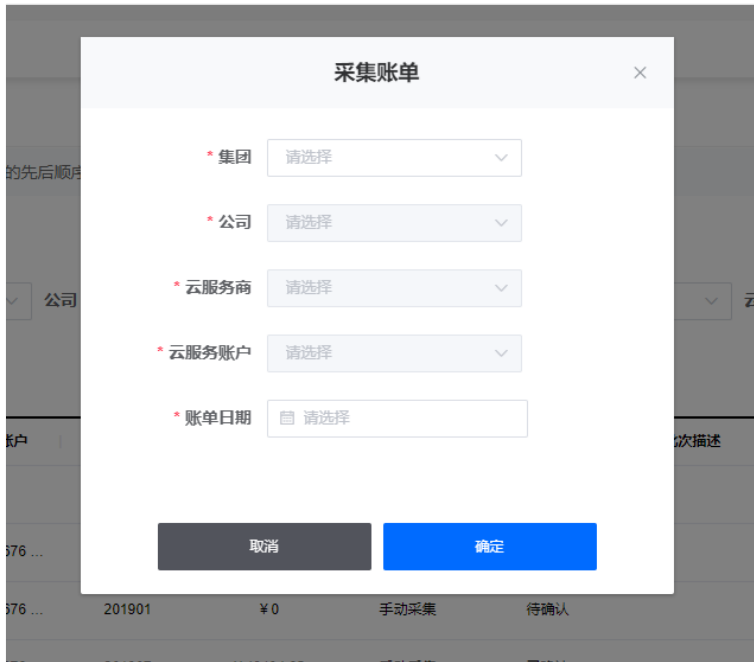 采集账单
* 集团 请选择
的先后顺序
* 公司 请选择
* 云服务商 请选择
公司
* 云服务账户 请选择
* 账单日期 请选择
账户
次描述
取消 确定
676 ...
676 ... 201901 ¥ 0 手动采集 待确认